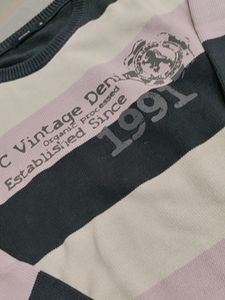 C Vintage Deni
Organic processed
Established Since
1991